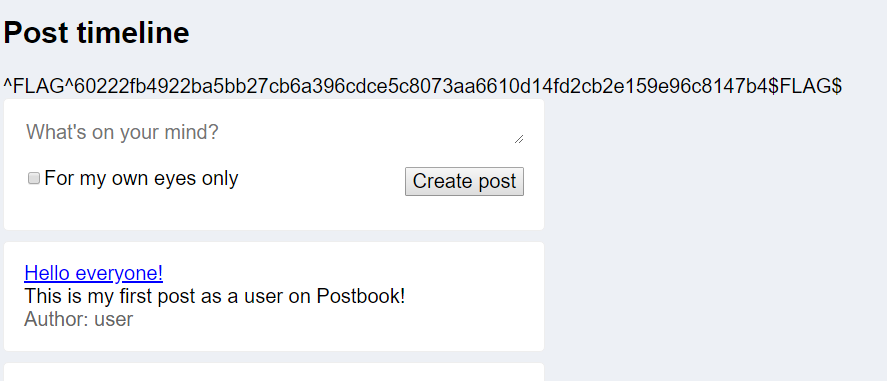 Post timeline
^FLAG^60222fb4922ba5bb27cb6a396cdce5c8073aa6610d14fd2cb2e159e96c8147b4$FLAG$
What's on your mind?
For my own eyes only
Create post
Hello everyone!
This is my first post as a user on Postbook!
Author: user